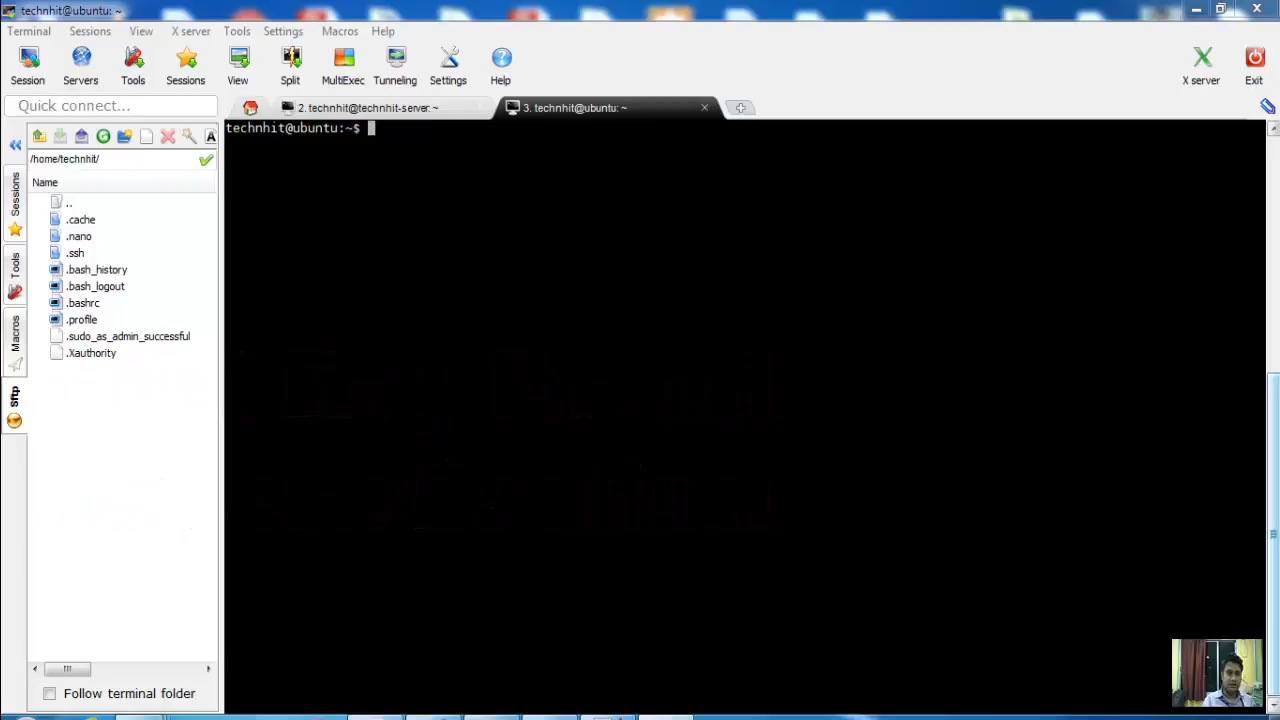 technhit@ubuntu: ~
Terminal Sessions View X server Tools Settings Macros Help
Session Servers Tools Sessions View Split MultiExec Tunneling Settings Help X server Exit
Quick connect...
2. technhit@technhit-server: ~
3. technhit@ubuntu: ~
technhit@ubuntu:~$
/home/technhit/
Name
..
.cache
.nano
.ssh
.bash_history
.bash_logout
.bashrc
.profile
.sudo_as_admin_successful
.Xauthority
Sessions
Tools
Macros
Sftp
A
Follow terminal folder